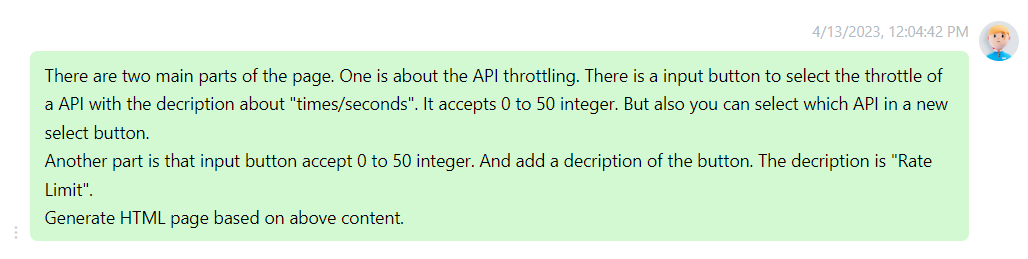 4/13/2023, 12:04:42 PM
There are two main parts of the page. One is about the API throttling. There is a input button to select the throttle of
a API with the decription about "times/seconds". It accepts 0 to 50 integer. But also you can select which API in a new
select button.
Another part is that input button accept 0 to 50 integer. And add a decription of the button. The decription is "Rate
Limit".
Generate HTML page based on above content.